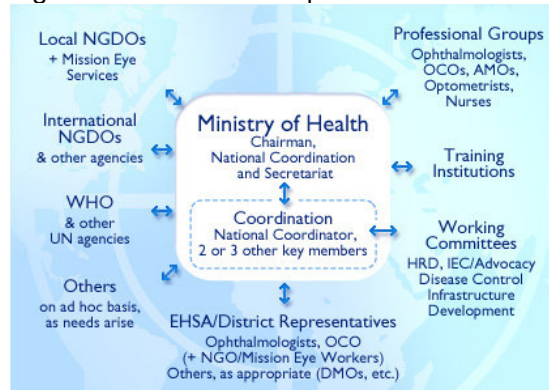 Local NGDOs
+ Mission Eye
Services
International
NGDOs
& other agencies
WHO
& other
UN agencies
Others
on ad hoc basis,
as needs arise
Ministry of Health
Chairman,
National Coordination
and Secretariat
Coordination
National Coordinator,
2 or 3 other key members
EHSA/District Representatives
Ophthalmologists, OCO
(+ NGO/Mission Eye Workers)
Others, as appropriate (DMOs, etc.)
Professional Groups
Ophthalmologists,
OCOs, AMOs,
Optometrists,
Nurses
Training
Institutions
Working
Committees
HRD, IEC/Advocacy
Disease Control
Infrastructure
Development